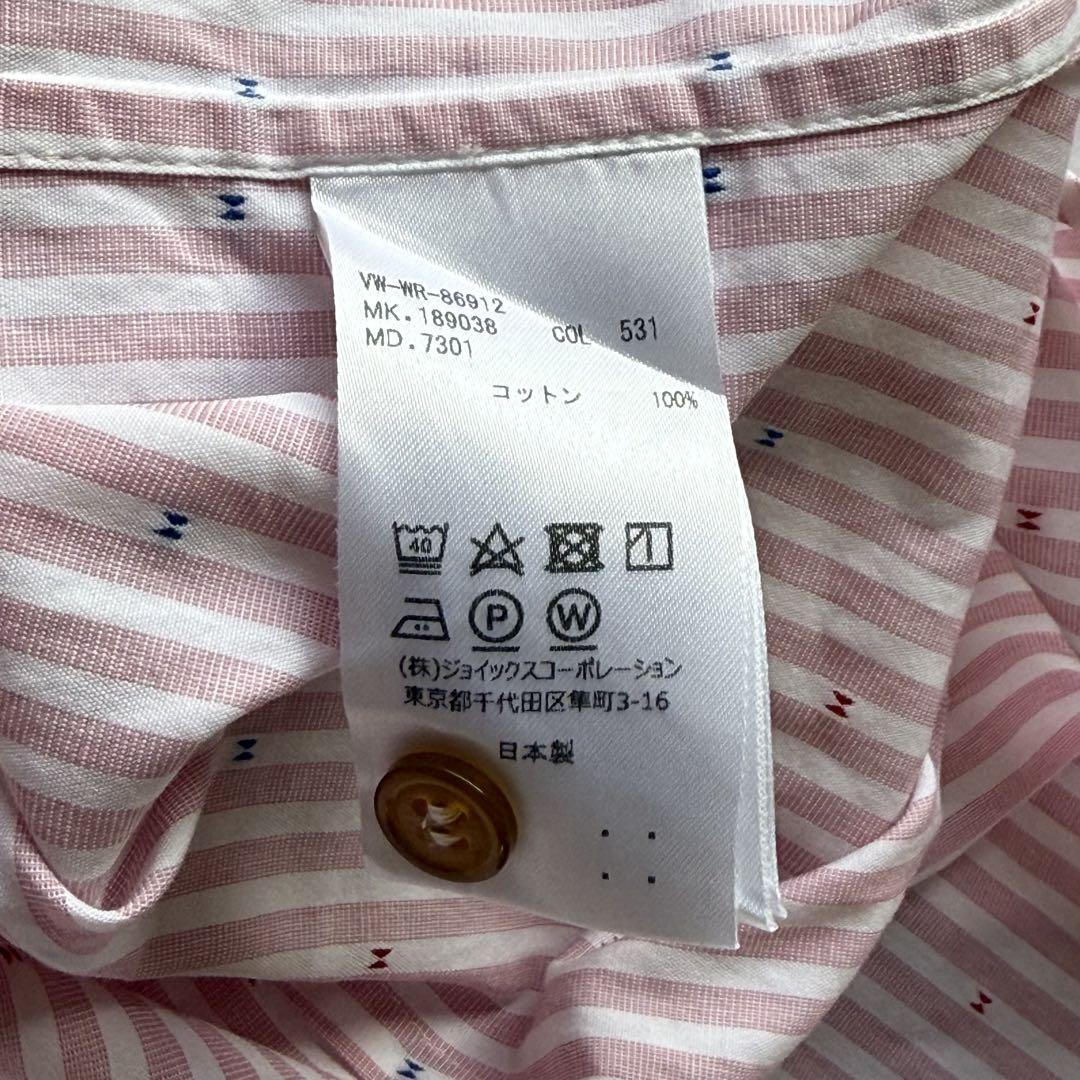 VW-WR-86912
MK.189038 COL 531
MD.7301
コットン 100%
40
P W
(株)ジョイックスコーポレーション
東京都千代田区隼町3-16
日本製